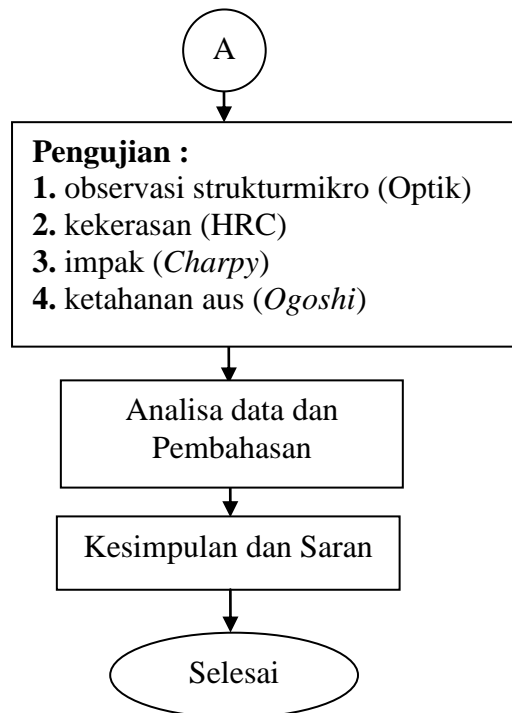 A
Pengujian :
1. observasi strukturmikro (Optik)
2. kekerasan (HRC)
3. impak (Charpy)
4. ketahanan aus (Ogoshi)
Analisa data dan
Pembahasan
Kesimpulan dan Saran
Selesai